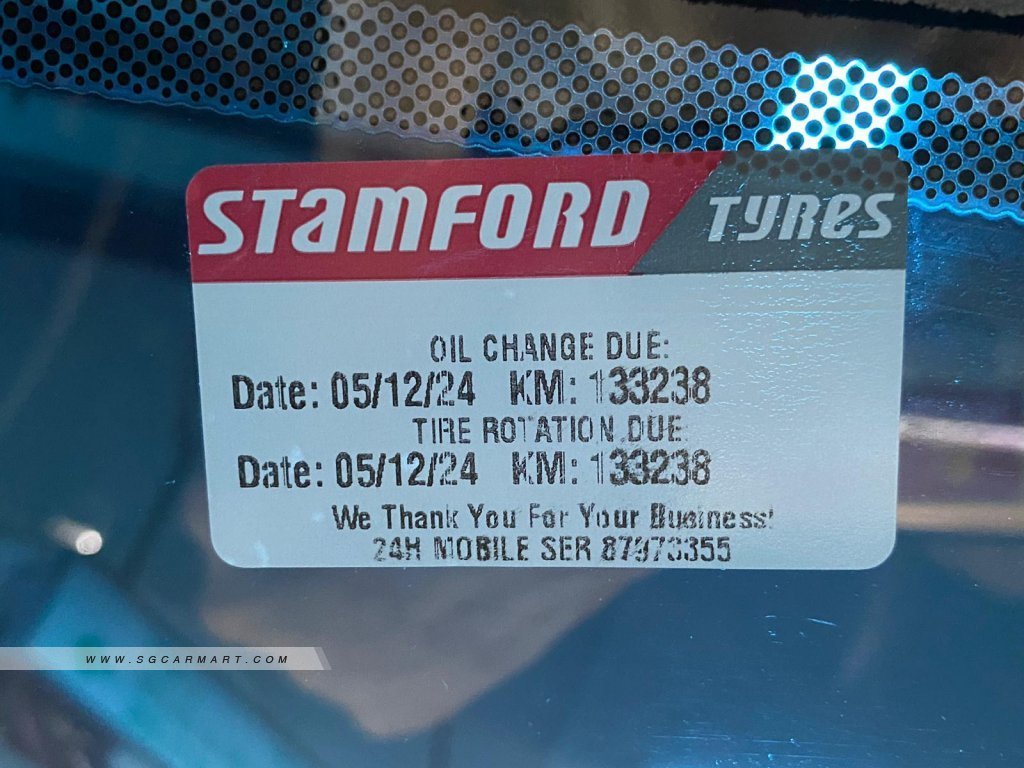 STAMFORD TYRES
OIL CHANGE DUE:
Date: 05/12/24 KM: 133238
TIRE ROTATION DUE:
Date: 05/12/24 KM: 133238
We Thank You For Your Business!
24H MOBILE SER 87973355
WWW.SGCARMART.COM